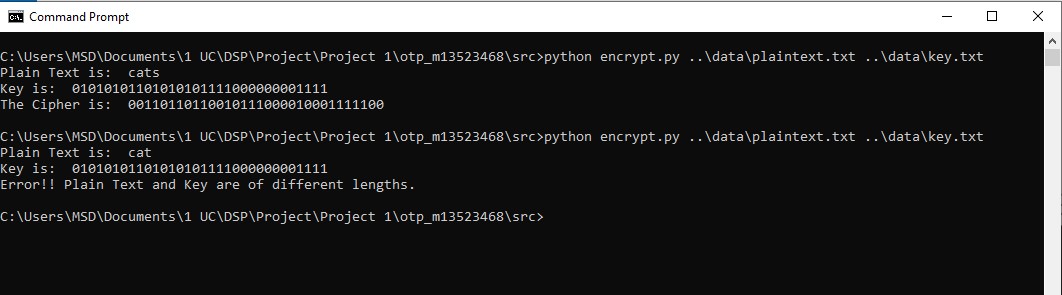 Command Prompt
C:\Users\MSD\Documents\1 UC\DSP\Project\Project 1\otp_m13523468\src>python encrypt.py ..\data\plaintext.txt ..\data\key.txt
Plain Text is:  cats
Key is:  01010101101010101111000000001111
The Cipher is:  00110110110010111000010001111100
C:\Users\MSD\Documents\1 UC\DSP\Project\Project 1\otp_m13523468\src>python encrypt.py ..\data\plaintext.txt ..\data\key.txt
Plain Text is:  cat
Key is:  01010101101010101111000000001111
Error!! Plain Text and Key are of different lengths.
C:\Users\MSD\Documents\1 UC\DSP\Project\Project 1\otp_m13523468\src>